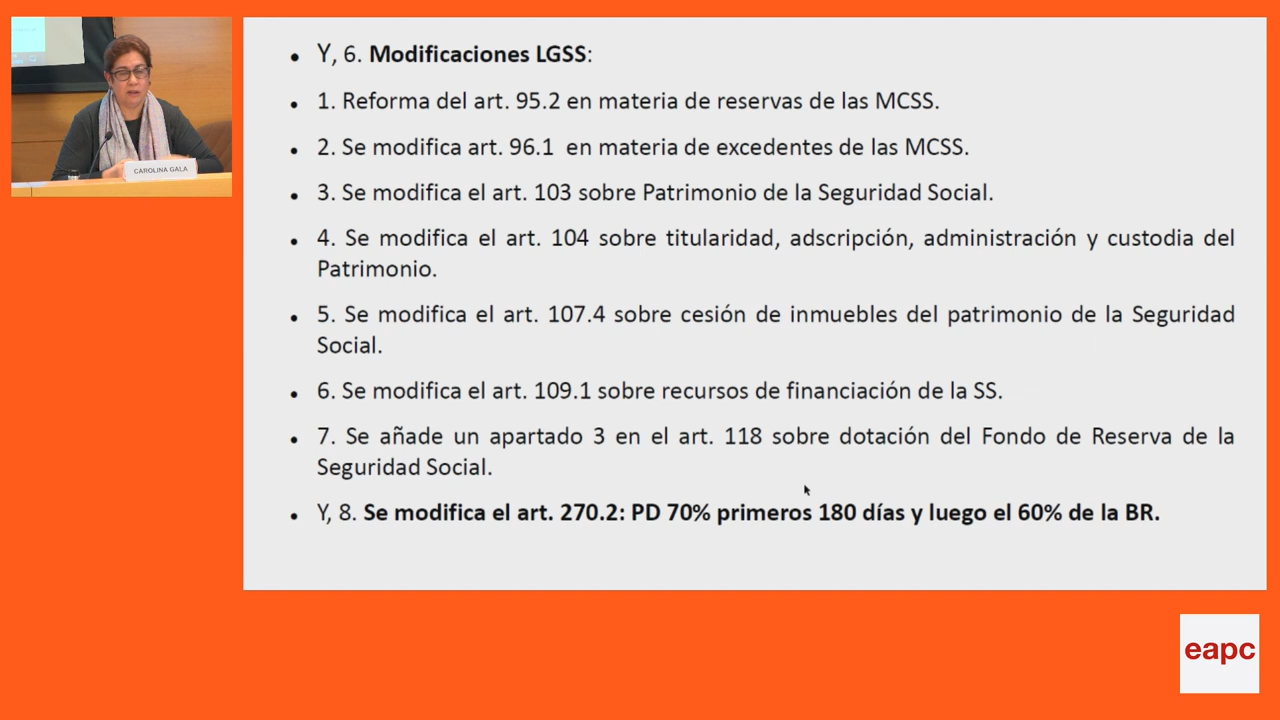 CAROLINA GALA
• Y, 6. Modificaciones LGSS:
• 1. Reforma del art. 95.2 en materia de reservas de las MCSS.
• 2. Se modifica art. 96.1 en materia de excedentes de las MCSS.
• 3. Se modifica el art. 103 sobre Patrimonio de la Seguridad Social.
• 4. Se modifica el art. 104 sobre titularidad, adscripción, administración y custodia del
Patrimonio.
• 5. Se modifica el art. 107.4 sobre cesión de inmuebles del patrimonio de la Seguridad
Social.
• 6. Se modifica el art. 109.1 sobre recursos de financiación de la SS.
• 7. Se añade un apartado 3 en el art. 118 sobre dotación del Fondo de Reserva de la
Seguridad Social.
• Y, 8. Se modifica el art. 270.2: PD 70% primeros 180 días y luego el 60% de la BR.
eapc